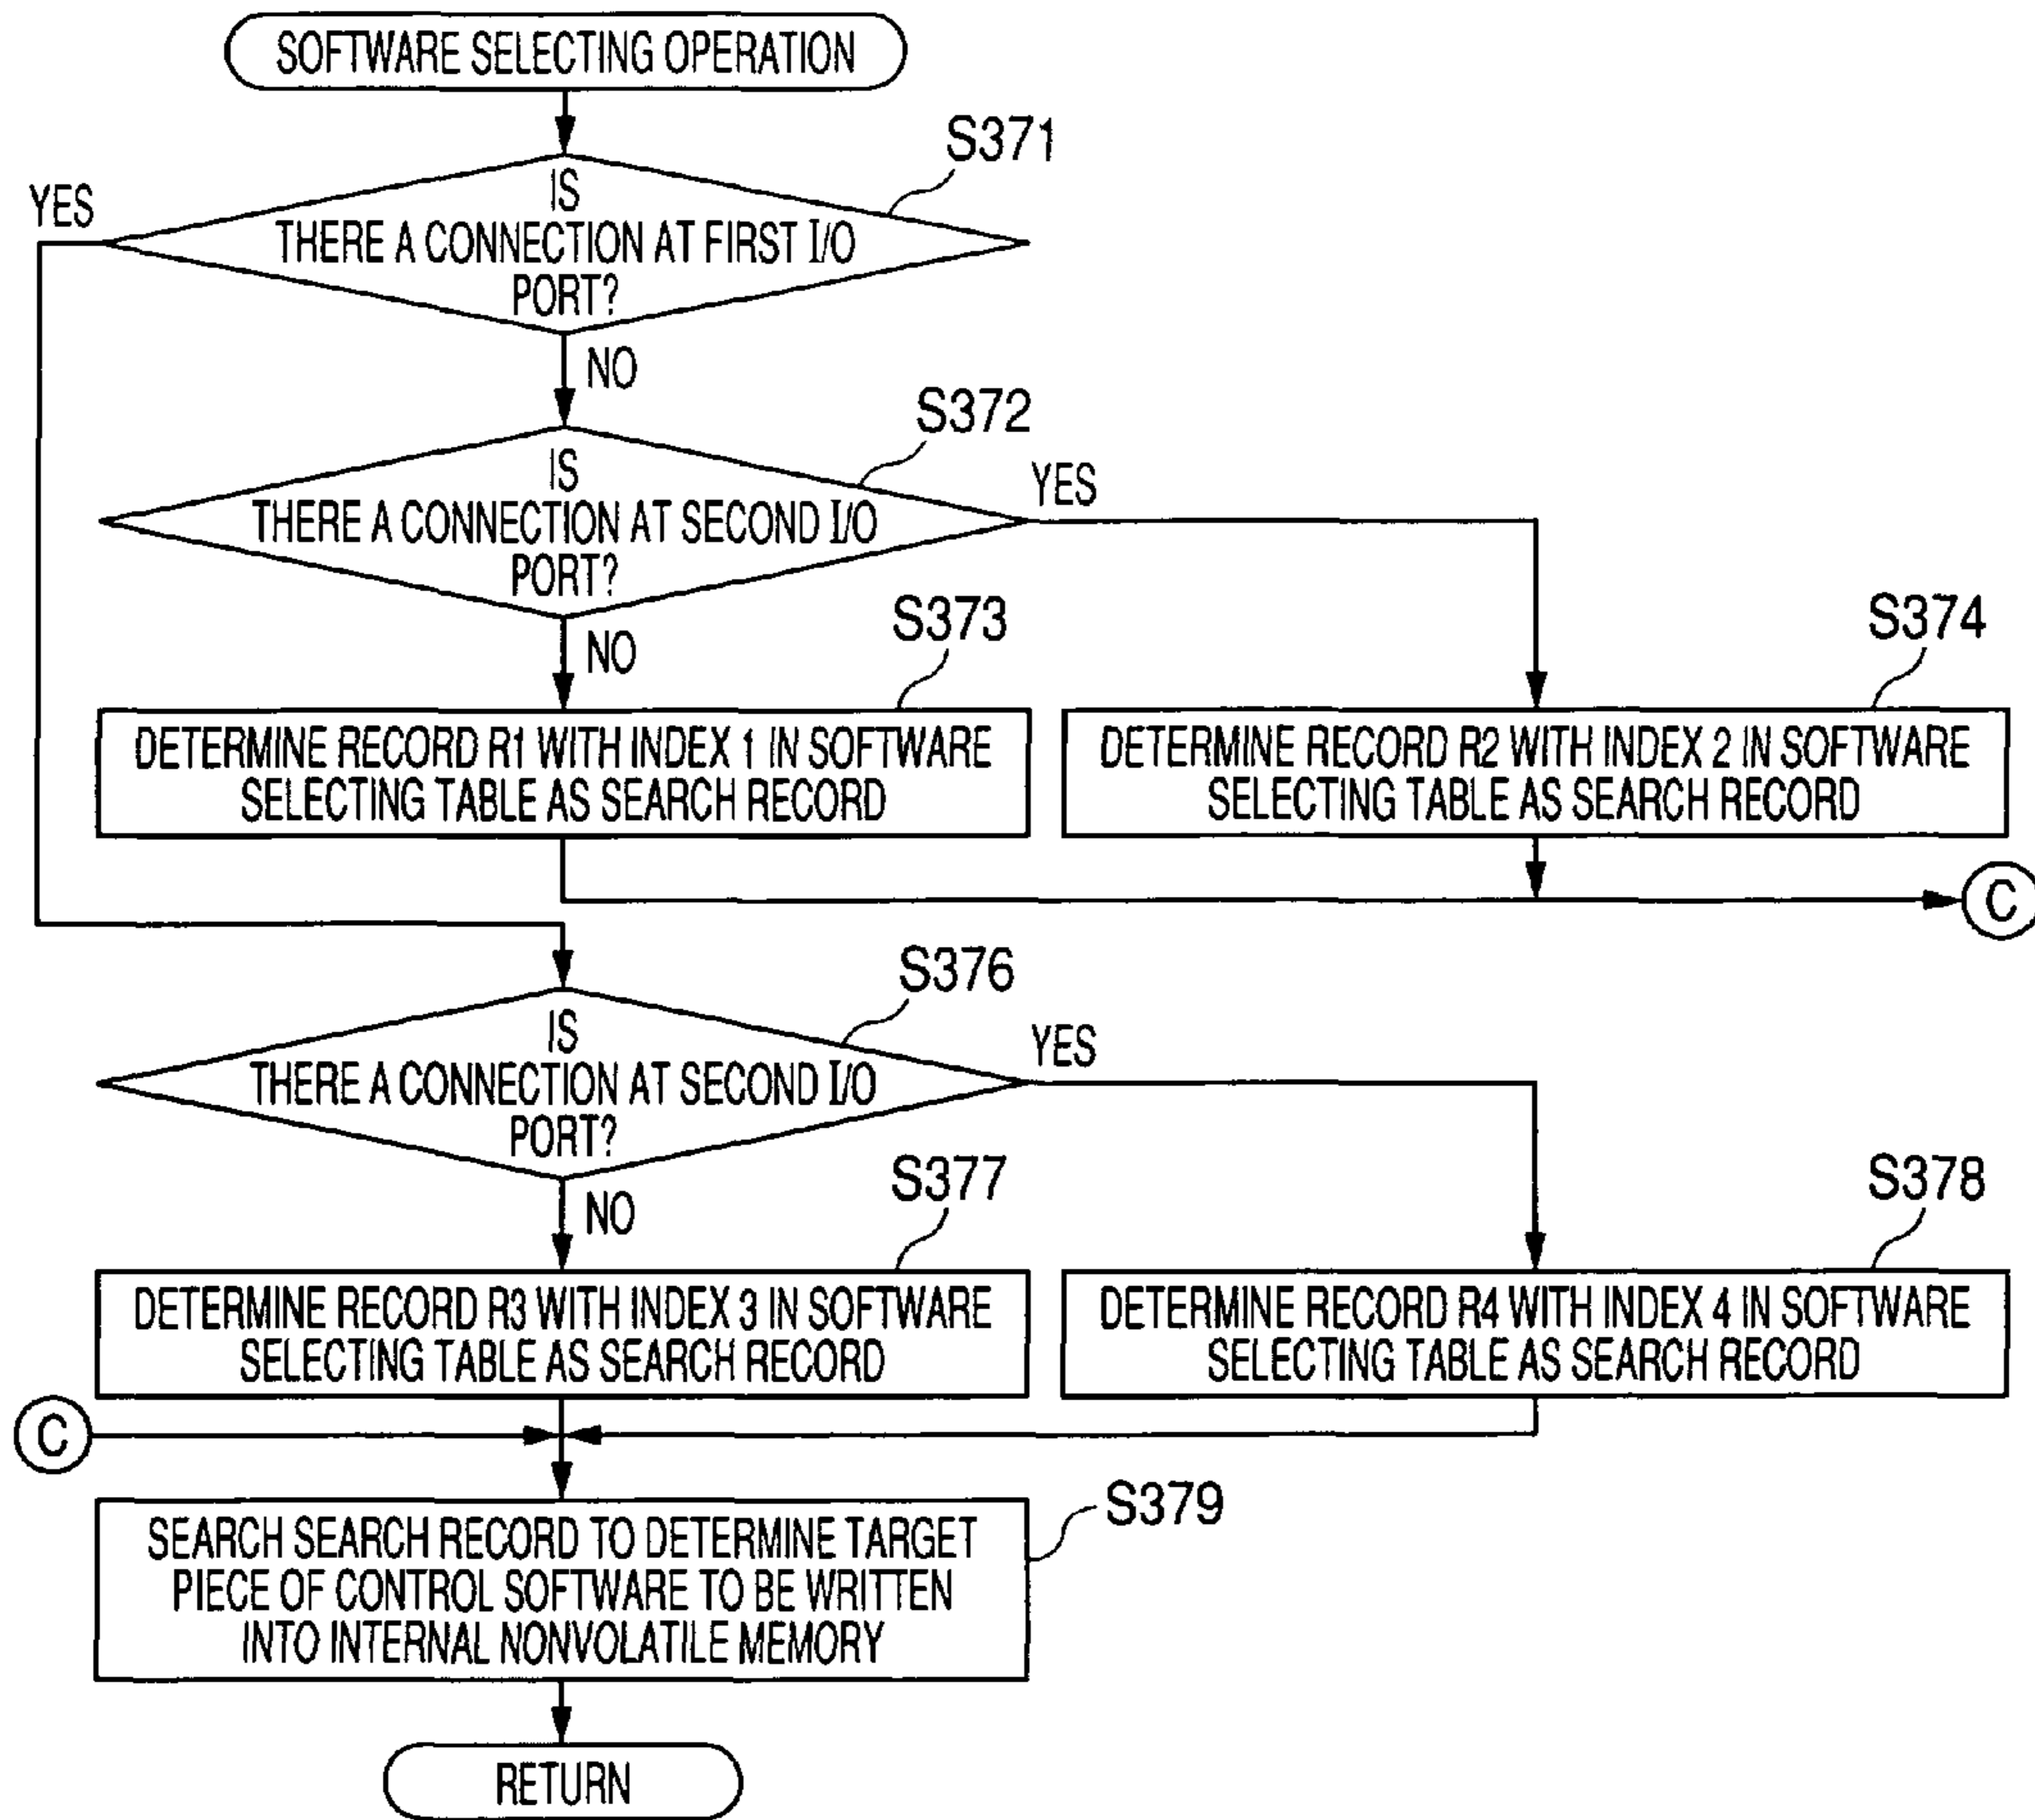 SOFTWARE SELECTING OPERATION
S371
YES
IS
THERE A CONNECTION AT FIRST I/O
PORT?
NO
S372
IS
THERE A CONNECTION AT SECOND I/O
PORT?
YES
NO
S373
S374
DETERMINE RECORD R1 WITH INDEX 1 IN SOFTWARE
SELECTING TABLE AS SEARCH RECORD
DETERMINE RECORD R2 WITH INDEX 2 IN SOFTWARE
SELECTING TABLE AS SEARCH RECORD
C
S376
IS
THERE A CONNECTION AT SECOND I/O
PORT?
YES
NO
S377
S378
DETERMINE RECORD R3 WITH INDEX 3 IN SOFTWARE
SELECTING TABLE AS SEARCH RECORD
DETERMINE RECORD R4 WITH INDEX 4 IN SOFTWARE
SELECTING TABLE AS SEARCH RECORD
C
S379
SEARCH SEARCH RECORD TO DETERMINE TARGET
PIECE OF CONTROL SOFTWARE TO BE WRITTEN
INTO INTERNAL NONVOLATILE MEMORY
RETURN